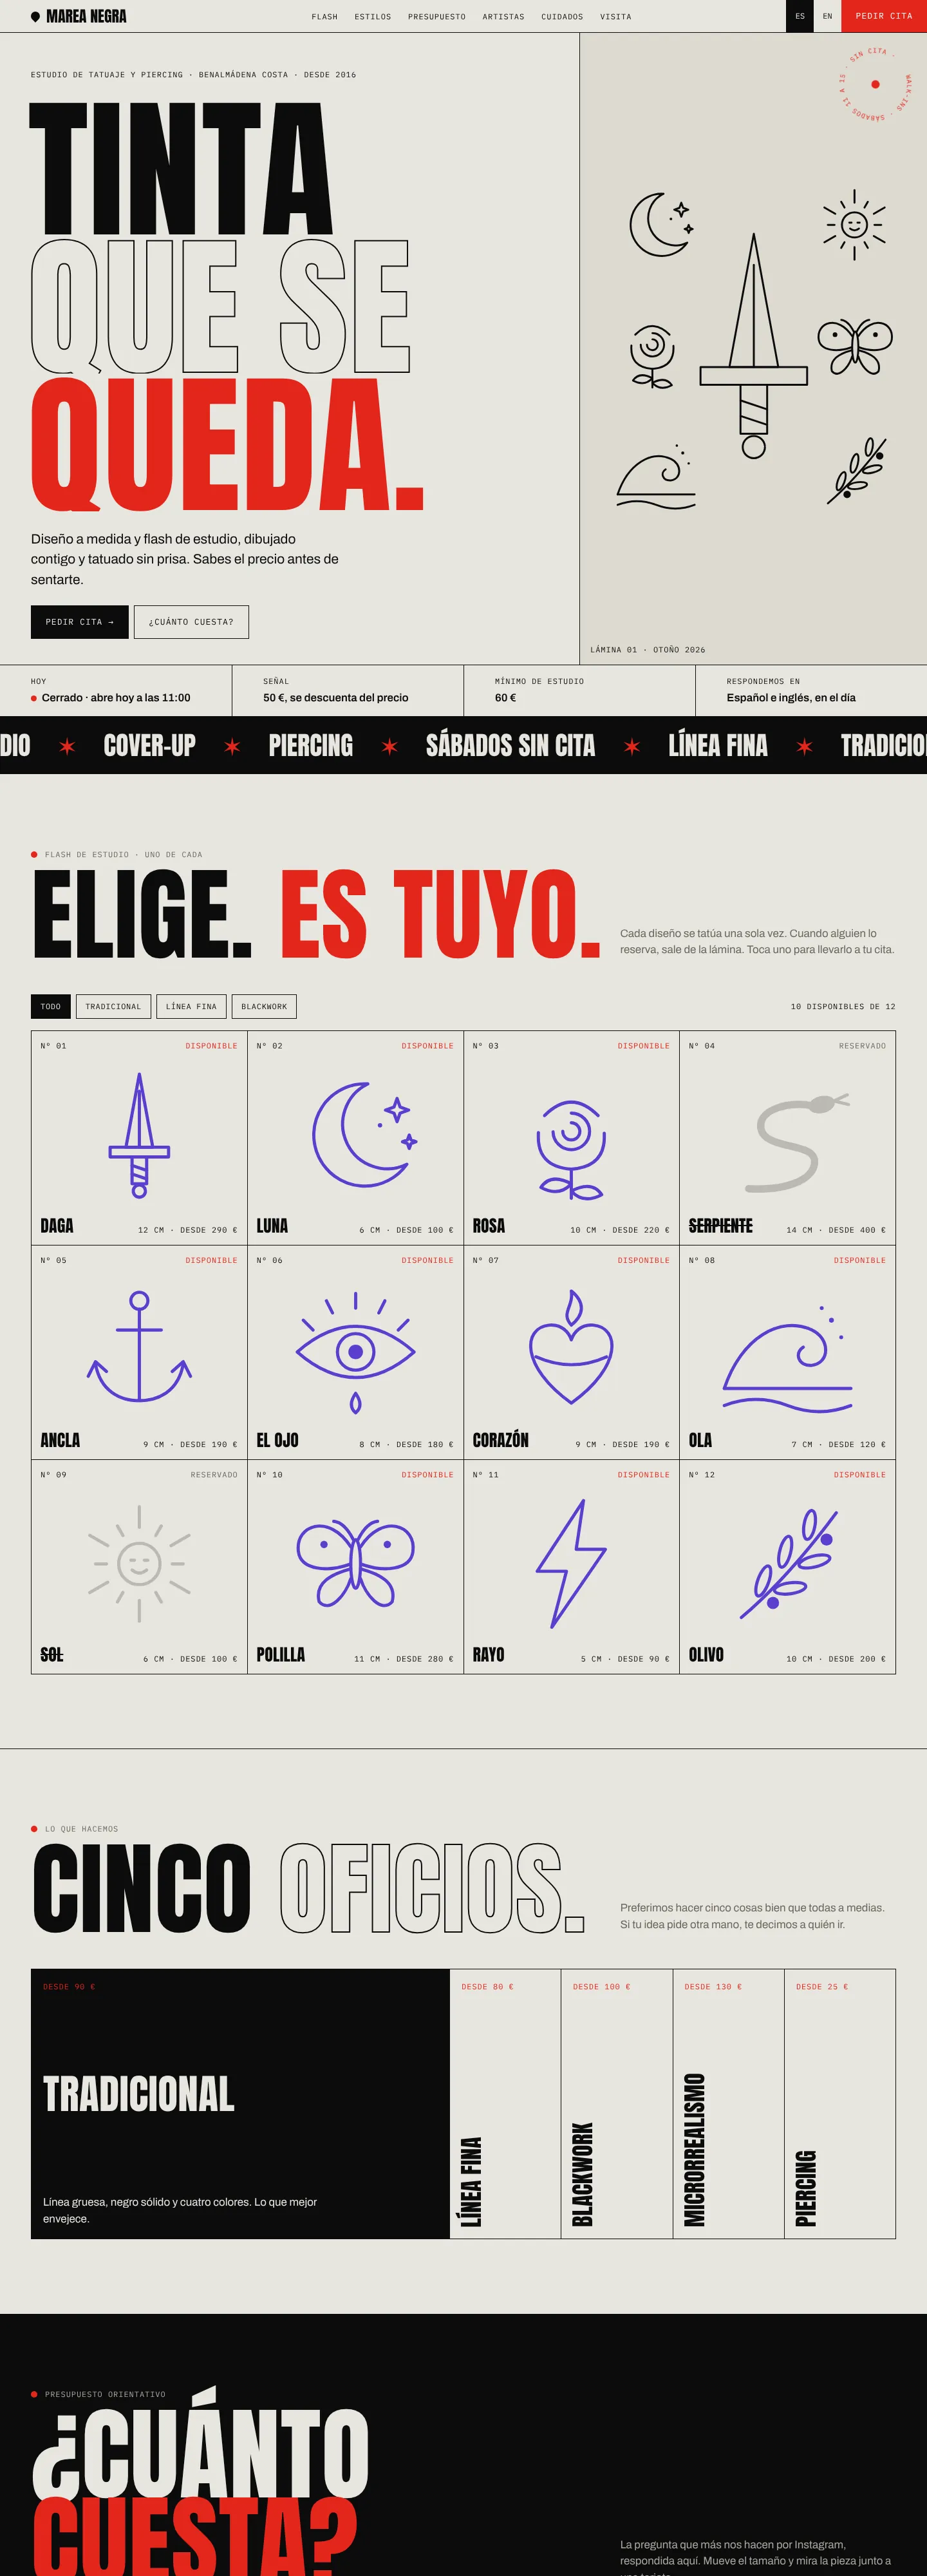 MAREA NEGRA
FLASH ESTILOS PRESUPUESTO ARTISTAS CUIDADOS VISITA
ES EN PEDIR CITA
ESTUDIO DE TATUAJE Y PIERCING · BENALMÁDENA COSTA · DESDE 2016
TINTA
QUE SE
QUEDA.
Diseño a medida y flash de estudio, dibujado
contigo y tatuado sin prisa. Sabes el precio antes de
sentarte.
PEDIR CITA →
¿CUÁNTO CUESTA?
SIN CITA · WALK-INS · SÁBADOS 11 A 15 ·
LÁMINA 01 · OTOÑO 2026
HOY
Cerrado · abre hoy a las 11:00
SEÑAL
50 €, se descuenta del precio
MÍNIMO DE ESTUDIO
60 €
RESPONDEMOS EN
Español e inglés, en el día
DIO ✶ COVER-UP ✶ PIERCING ✶ SÁBADOS SIN CITA ✶ LÍNEA FINA ✶ TRADICIO
FLASH DE ESTUDIO · UNO DE CADA
ELIGE. ES TUYO.
Cada diseño se tatúa una sola vez. Cuando alguien lo
reserva, sale de la lámina. Toca uno para llevarlo a tu cita.
TODO TRADICIONAL LÍNEA FINA BLACKWORK
10 DISPONIBLES DE 12
Nº 01 DISPONIBLE
DAGA 12 CM · DESDE 290 €
Nº 02 DISPONIBLE
LUNA 6 CM · DESDE 100 €
Nº 03 DISPONIBLE
ROSA 10 CM · DESDE 220 €
Nº 04 RESERVADO
SERPIENTE 14 CM · DESDE 400 €
Nº 05 DISPONIBLE
ANCLA 9 CM · DESDE 190 €
Nº 06 DISPONIBLE
EL OJO 8 CM · DESDE 180 €
Nº 07 DISPONIBLE
CORAZÓN 9 CM · DESDE 190 €
Nº 08 DISPONIBLE
OLA 7 CM · DESDE 120 €
Nº 09 RESERVADO
SOL 6 CM · DESDE 100 €
Nº 10 DISPONIBLE
POLILLA 11 CM · DESDE 280 €
Nº 11 DISPONIBLE
RAYO 5 CM · DESDE 90 €
Nº 12 DISPONIBLE
OLIVO 10 CM · DESDE 200 €
LO QUE HACEMOS
CINCO OFICIOS.
Preferimos hacer cinco cosas bien que todas a medias.
Si tu idea pide otra mano, te decimos a quién ir.
DESDE 90 €
TRADICIONAL
Línea gruesa, negro sólido y cuatro colores. Lo que mejor
envejece.
DESDE 80 €
LÍNEA FINA
DESDE 100 €
BLACKWORK
DESDE 130 €
MICRORREALISMO
DESDE 25 €
PIERCING
PRESUPUESTO ORIENTATIVO
¿CUÁNTO
CUESTA?
La pregunta que más nos hacen por Instagram,
respondida aquí. Mueve el tamaño y mira la pieza junto a